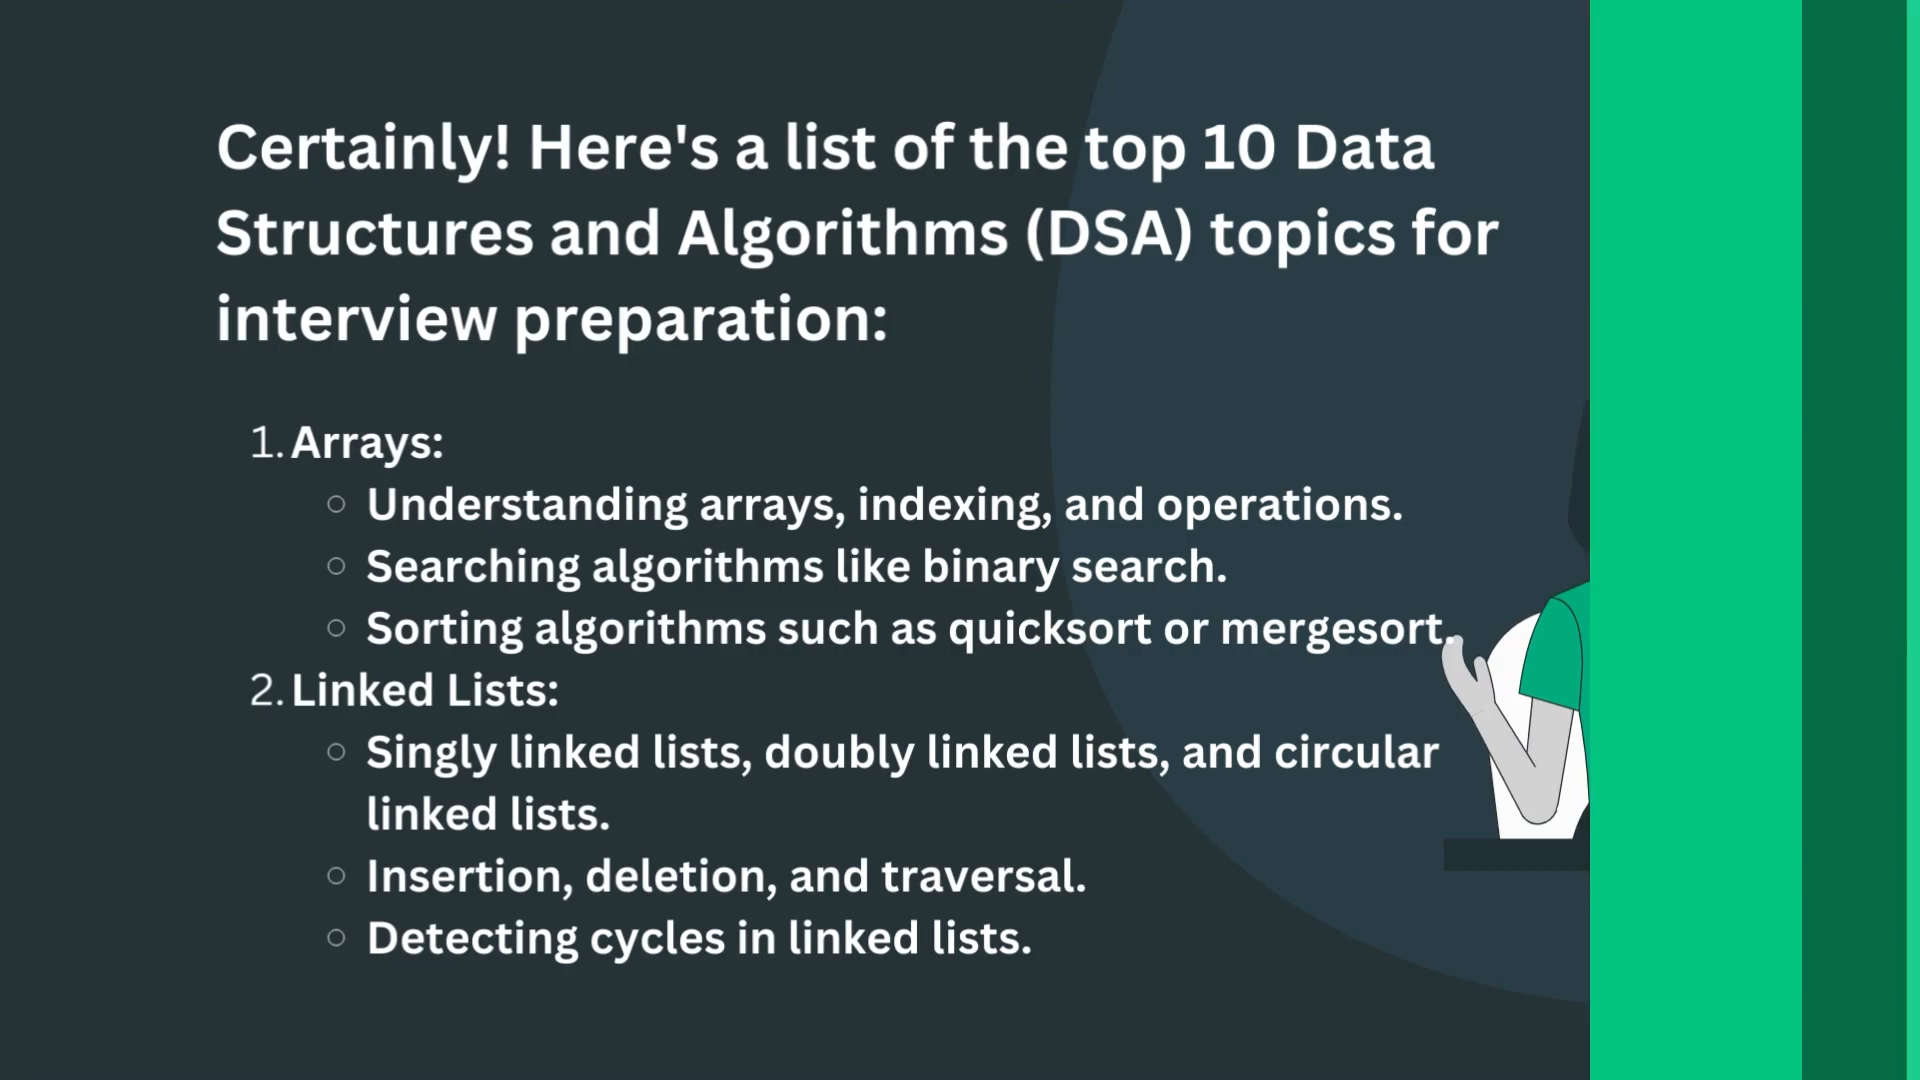 Certainly! Here's a list of the top 10 Data
Structures and Algorithms (DSA) topics for
interview preparation:
1. Arrays:
○ Understanding arrays, indexing, and operations.
○ Searching algorithms like binary search.
○ Sorting algorithms such as quicksort or mergesort.
2. Linked Lists:
○ Singly linked lists, doubly linked lists, and circular
linked lists.
○ Insertion, deletion, and traversal.
○ Detecting cycles in linked lists.